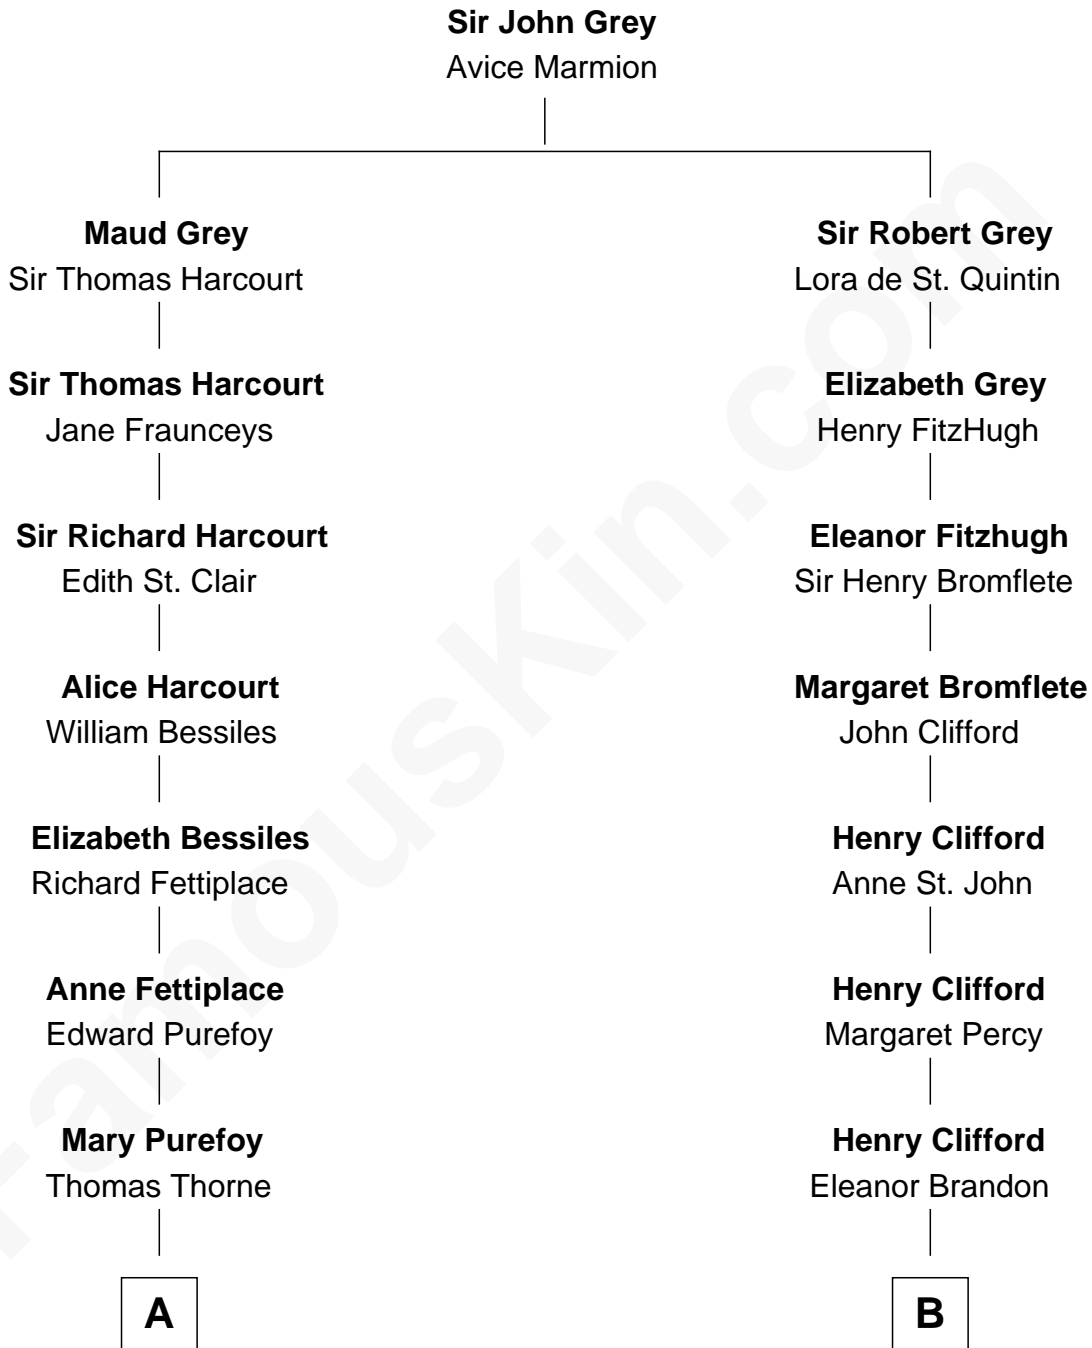 Sir John Grey
Avice Marmion
Maud Grey
Sir Thomas Harcourt
Sir Robert Grey
Lora de St. Quintin
Sir Thomas Harcourt
Jane Fraunceys
Elizabeth Grey
Henry FitzHugh
Sir Richard Harcourt
Edith St. Clair
Eleanor Fitzhugh
Sir Henry Bromflete
Alice Harcourt
William Bessiles
Margaret Bromflete
John Clifford
Elizabeth Bessiles
Richard Fettiplace
Henry Clifford
Anne St. John
Anne Fettiplace
Edward Purefoy
Henry Clifford
Margaret Percy
Mary Purefoy
Thomas Thorne
Henry Clifford
Eleanor Brandon
A
B
FamousKin.com